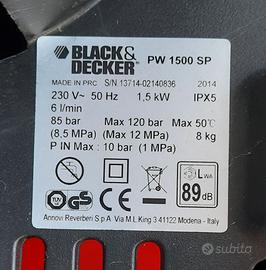 BLACK&
DECKER
PW 1500 SP
MADE IN PRC
S/N 13714-02140836
2014
230 V~ 50 Hz 1,5 kW IPX5
6 l/min
85 bar Max 120 bar Max 50°C
(8,5 MPa) (Max 12 MPa) 8 kg
P IN Max : 10 bar (1 MPa)
LWA
89 dB
Annovi Reverberi S.p.A Via M.L King 3 41122 Modena - Italy
subito